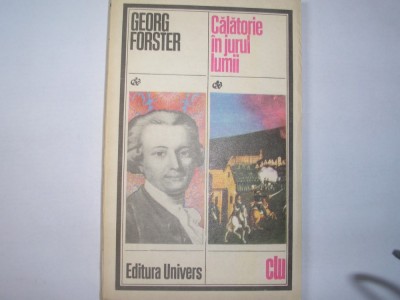 GEORG
FORSTER
Călătorie
în jurul
lumii
Editura Univers
clu